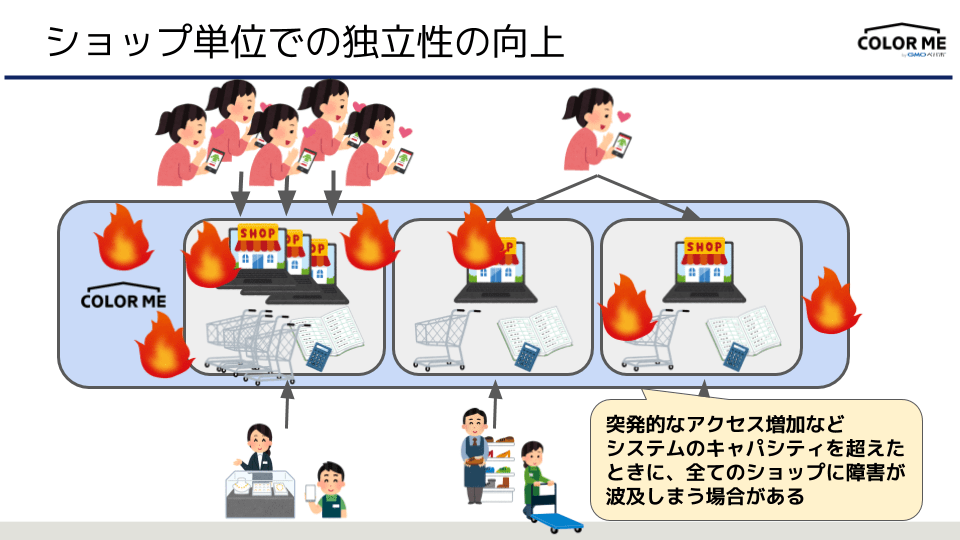 ショップ単位での独立性の向上
COLOR ME
by GMOペパボ
SHOP
OP
OP
OP
SHOP
COLOR ME
突発的なアクセス増加など
システムのキャパシティを超えた
ときに、全てのショップに障害が
波及しまう場合がある